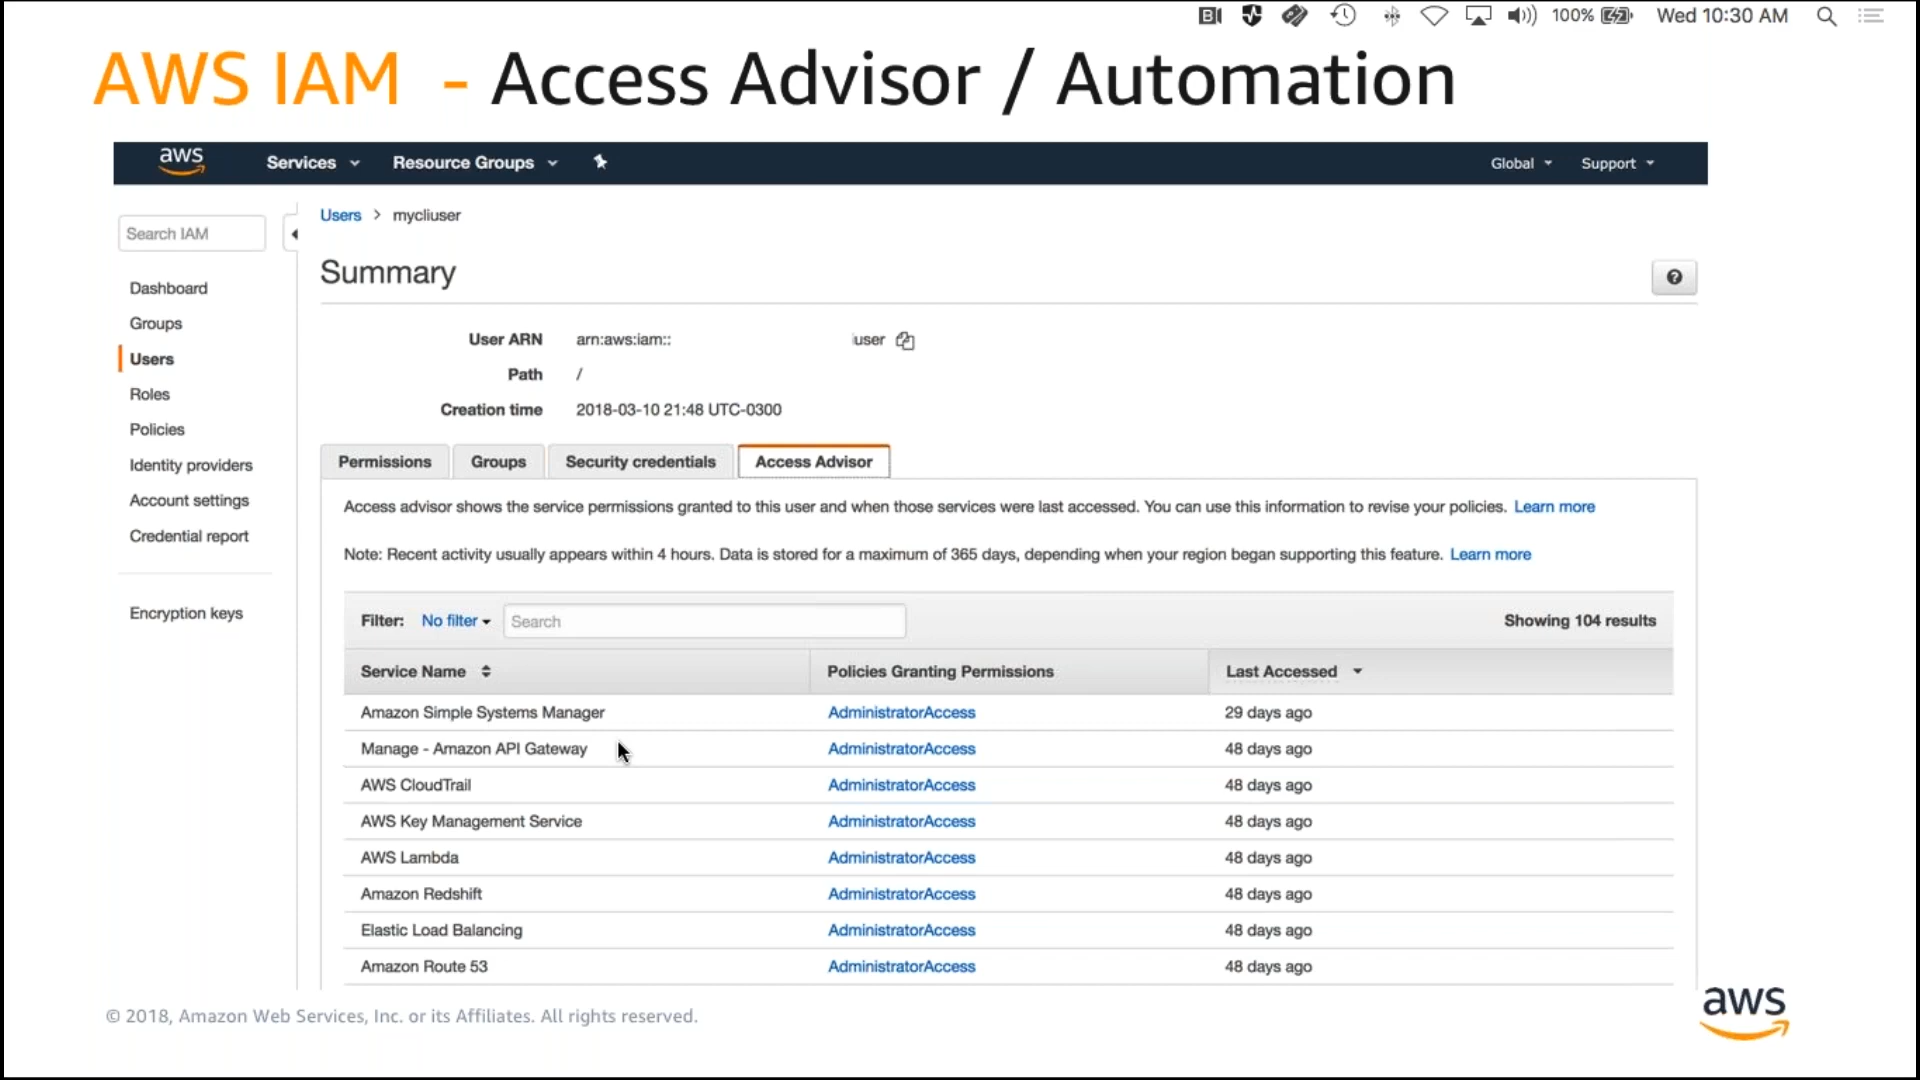 100% Wed 10:30 AM
AWS IAM - Access Advisor / Automation
aws Services Resource Groups Global Support
Search IAM
Users > mycliuser
Summary
Dashboard
Groups
Users
Roles
Policies
Identity providers
Account settings
Credential report
Encryption keys
User ARN arn:aws:iam:: user
Path /
Creation time 2018-03-10 21:48 UTC-0300
Permissions Groups Security credentials Access Advisor
Access advisor shows the service permissions granted to this user and when those services were last accessed. You can use this information to revise your policies. Learn more
Note: Recent activity usually appears within 4 hours. Data is stored for a maximum of 365 days, depending when your region began supporting this feature. Learn more
Filter: No filter Search Showing 104 results
Service Name Policies Granting Permissions Last Accessed
Amazon Simple Systems Manager AdministratorAccess 29 days ago
Manage - Amazon API Gateway AdministratorAccess 48 days ago
AWS CloudTrail AdministratorAccess 48 days ago
AWS Key Management Service AdministratorAccess 48 days ago
AWS Lambda AdministratorAccess 48 days ago
Amazon Redshift AdministratorAccess 48 days ago
Elastic Load Balancing AdministratorAccess 48 days ago
Amazon Route 53 AdministratorAccess 48 days ago
© 2018, Amazon Web Services, Inc. or its Affiliates. All rights reserved.
aws